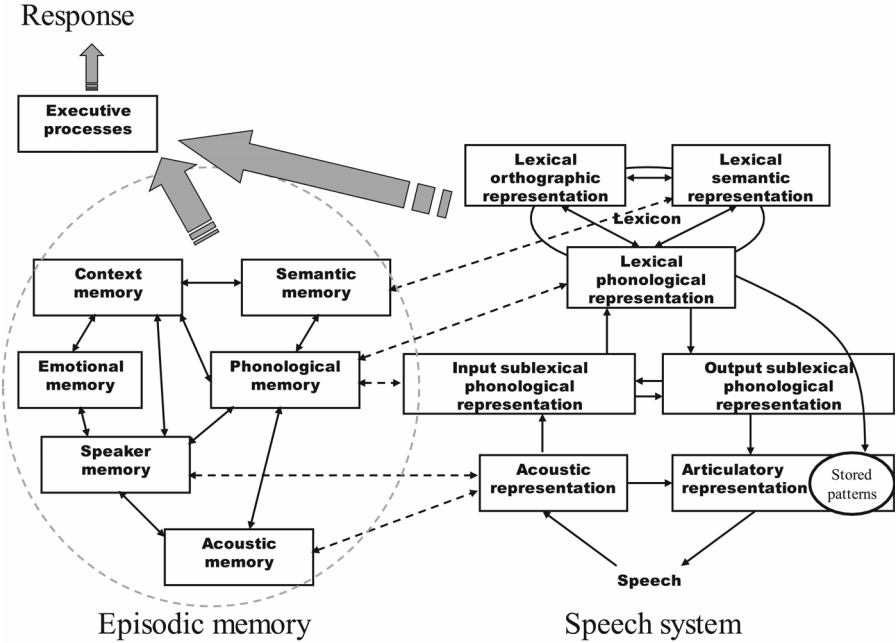 Response
Executive
processes
Lexical
orthographic
representation
Lexical
semantic
representation
Lexicon
Context
memory
Semantic
memory
Lexical
phonological
representation
Emotional
memory
Phonological
memory
Input sublexical
phonological
representation
Output sublexical
phonological
representation
Speaker
memory
Acoustic
representation
Articulatory
representation
Stored
patterns
Acoustic
memory
Speech
Episodic memory
Speech system